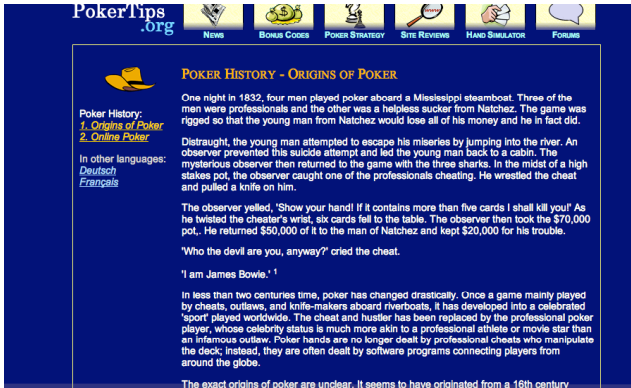 PokerTips
.org
News
Bonus Codes
Poker Strategy
Site Reviews
Hand Simulator
Forums
Poker History:
1. Origins of Poker
2. Online Poker
In other languages:
Deutsch
Français
Poker History - Origins of Poker
One night in 1832, four men played poker aboard a Mississippi steamboat. Three of the
men were professionals and the other was a helpless sucker from Natchez. The game was
rigged so that the young man from Natchez would lose all of his money and he in fact did.
Distraught, the young man attempted to escape his miseries by jumping into the river. An
observer prevented this suicide attempt and led the young man back to a cabin. The
mysterious observer then returned to the game with the three sharks. In the midst of a high
stakes pot, the observer caught one of the professionals cheating. He wrestled the cheat
and pulled a knife on him.
The observer yelled, 'Show your hand! If it contains more than five cards I shall kill you!' As
he twisted the cheater's wrist, six cards fell to the table. The observer then took the $70,000
pot,. He returned $50,000 of it to the man of Natchez and kept $20,000 for his trouble.
'Who the devil are you, anyway?' cried the cheat.
'I am James Bowie.' 1
In less than two centuries time, poker has changed drastically. Once a game mainly played
by cheats, outlaws, and knife-makers aboard riverboats, it has developed into a celebrated
'sport' played worldwide. The cheat and hustler has been replaced by the professional poker
player, whose celebrity status is much more akin to a professional athlete or movie star than
an infamous outlaw. Poker hands are no longer dealt by professional cheats who manipulate
the deck; instead, they are often dealt by software programs connecting players from
around the globe.
The exact origins of poker are unclear. It seems to have originated from a 16th century